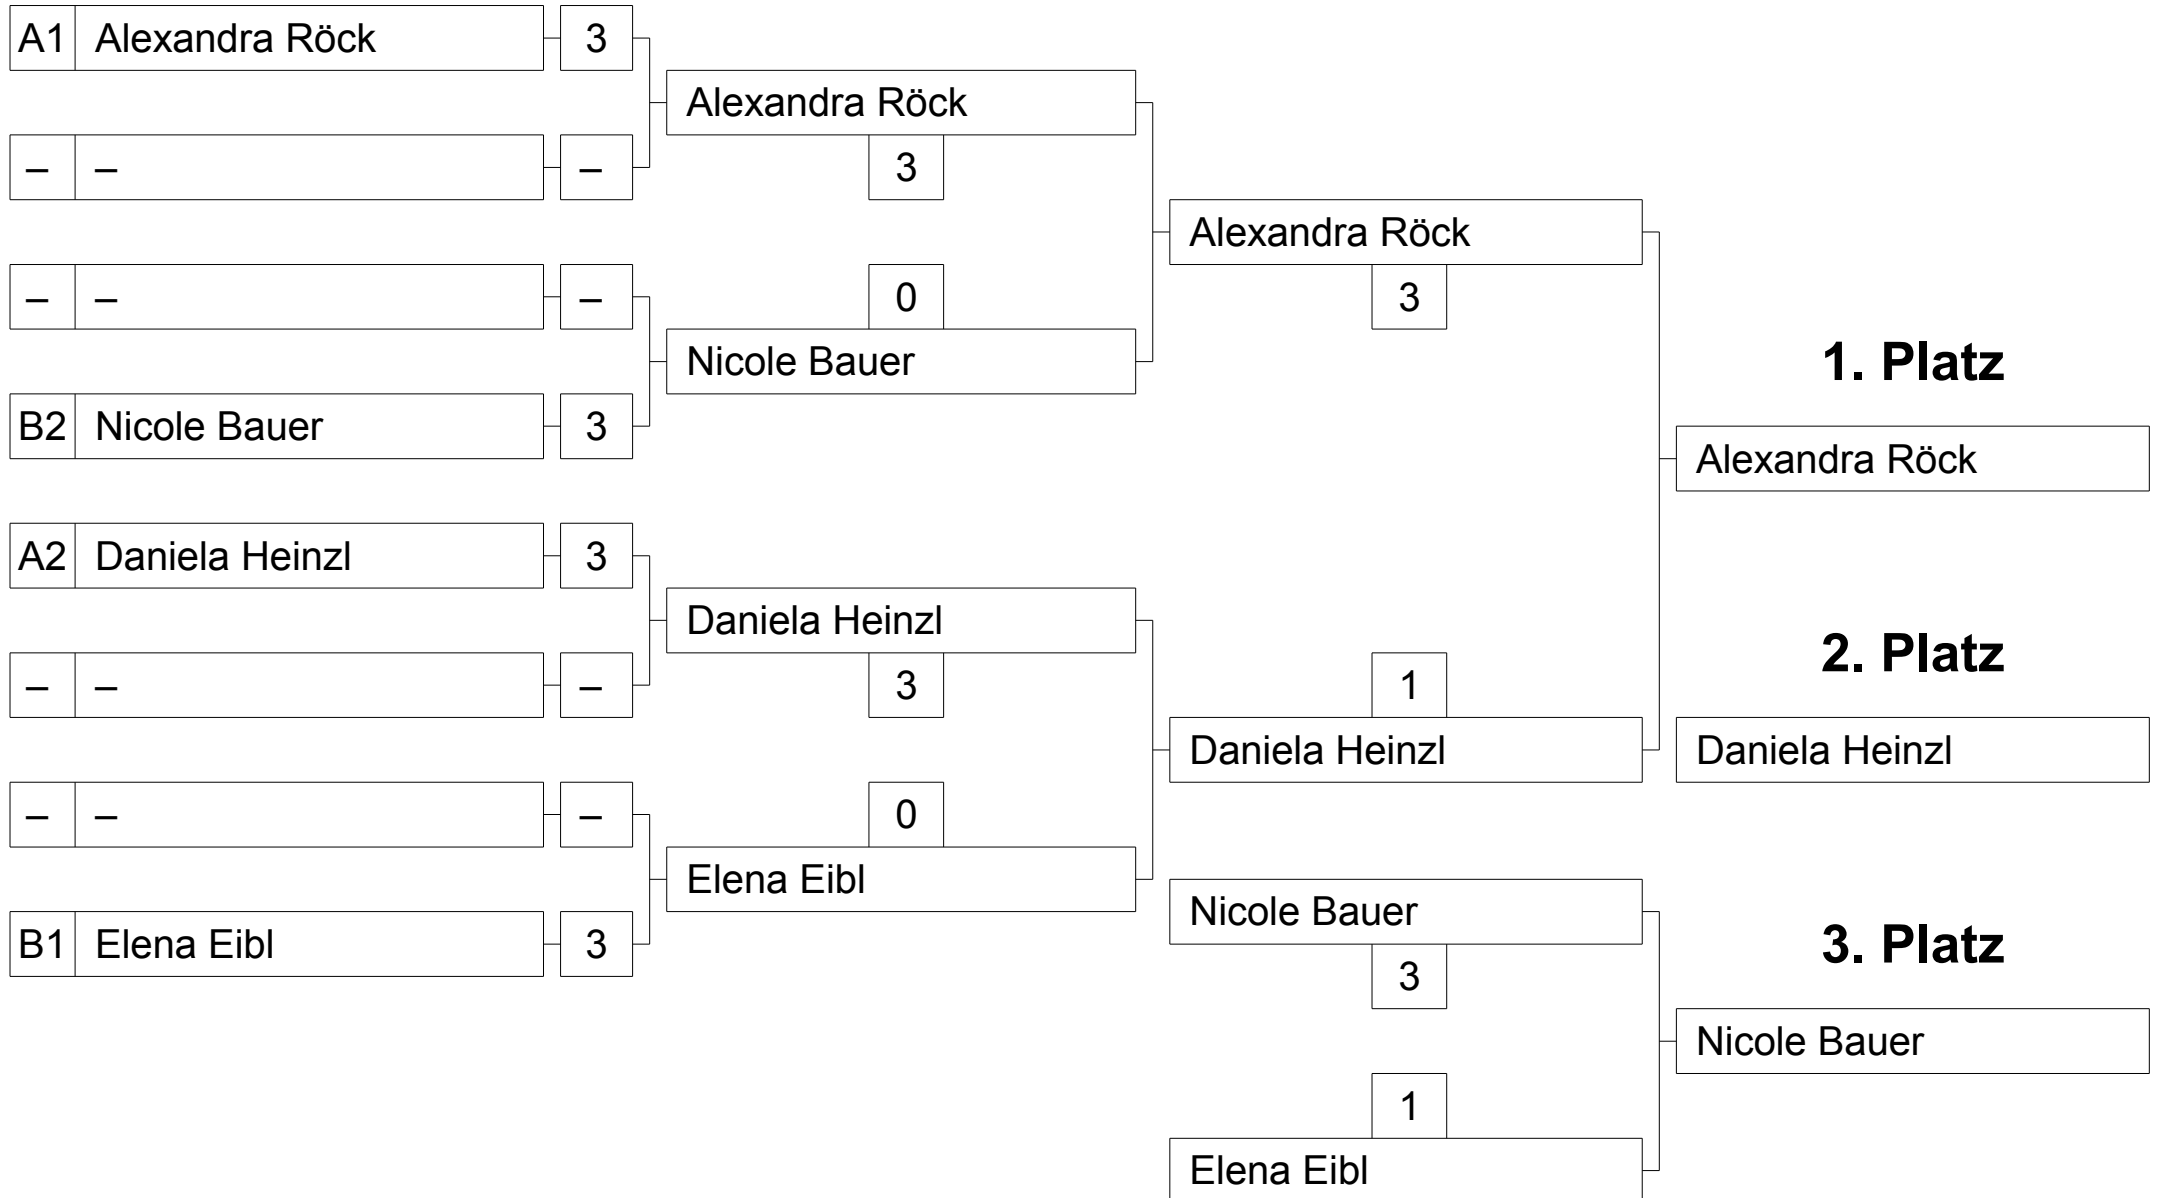 A1 Alexandra Röck 3
Alexandra Röck
– – – 3
Alexandra Röck
– – – 0 3
Nicole Bauer 1. Platz
B2 Nicole Bauer 3
Alexandra Röck
A2 Daniela Heinzl 3
Daniela Heinzl
2. Platz
– – – 3 1
Daniela Heinzl Daniela Heinzl
– – – 0
Elena Eibl
Nicole Bauer
B1 Elena Eibl 3 3. Platz
3
Nicole Bauer
1
Elena Eibl